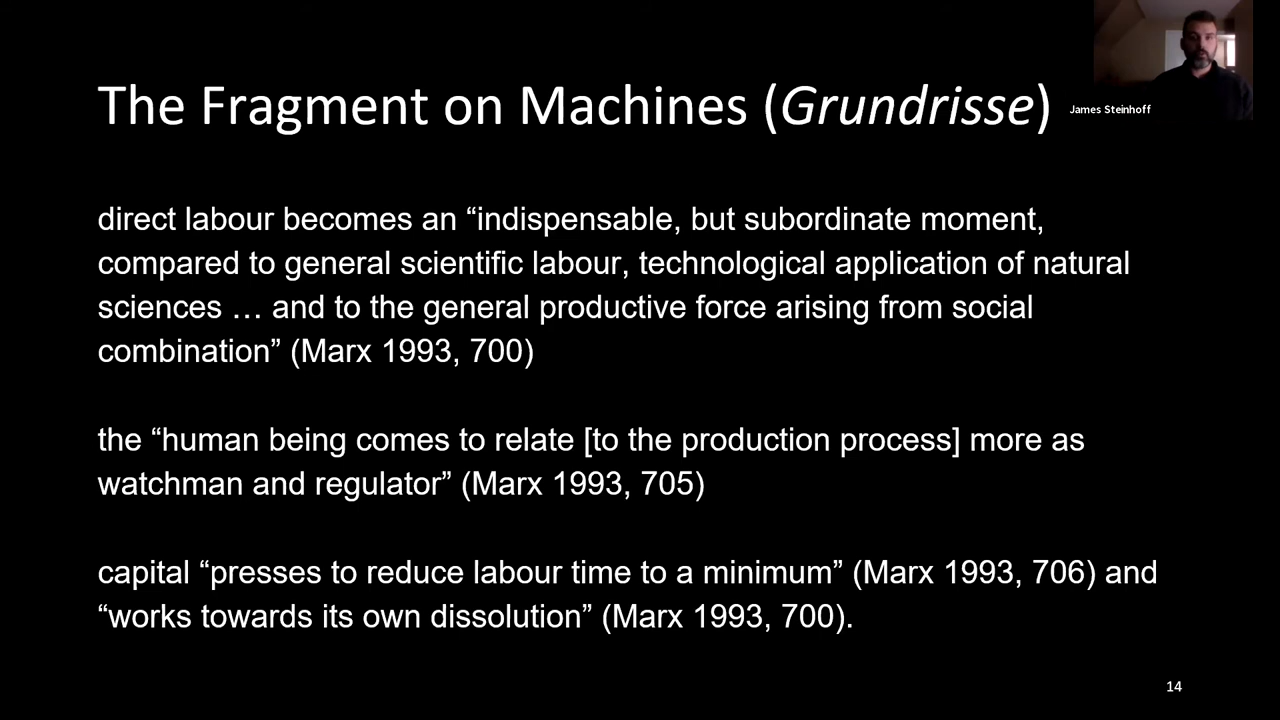 The Fragment on Machines (Grundrisse)
James Steinhoff
direct labour becomes an “indispensable, but subordinate moment,
compared to general scientific labour, technological application of natural
sciences … and to the general productive force arising from social
combination” (Marx 1993, 700)
the “human being comes to relate [to the production process] more as
watchman and regulator” (Marx 1993, 705)
capital “presses to reduce labour time to a minimum” (Marx 1993, 706) and
“works towards its own dissolution” (Marx 1993, 700).
14